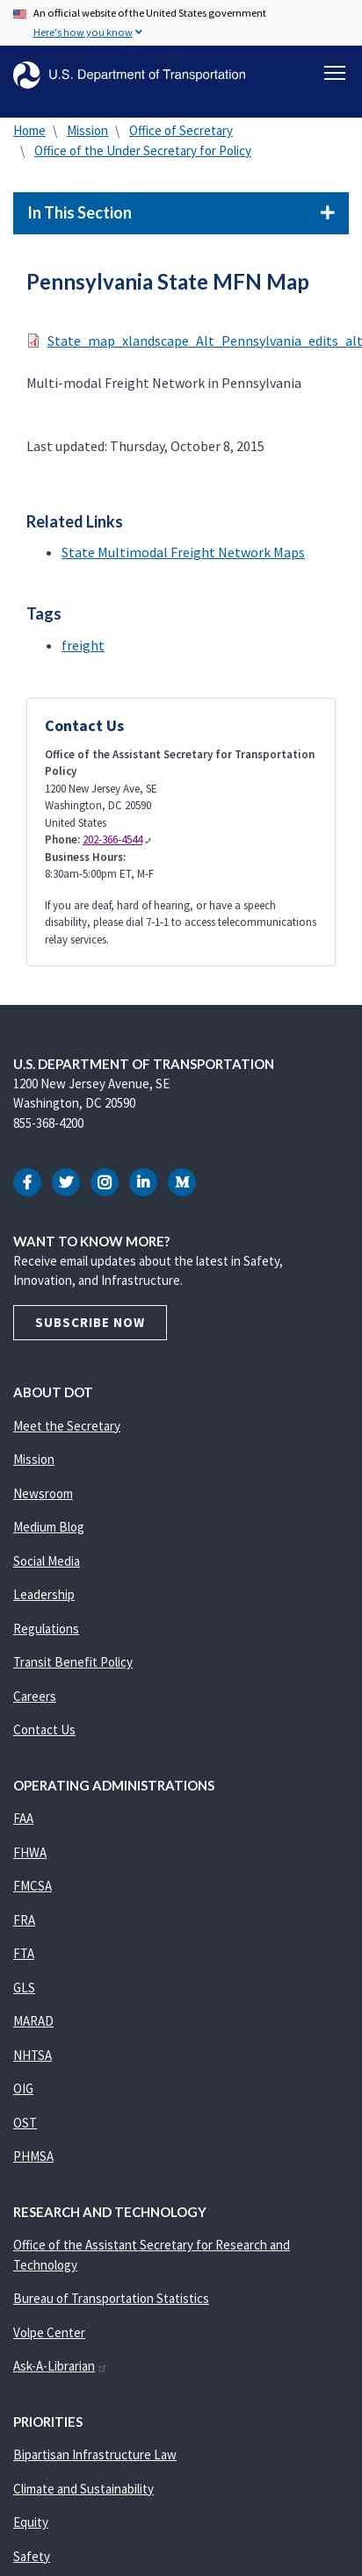 An official website of the United States government
Here's how you know
U.S. Department of Transportation
Home \ Mission \ Office of Secretary
\ Office of the Under Secretary for Policy
In This Section
Pennsylvania State MFN Map
State_map_xlandscape_Alt_Pennsylvania_edits_alt
Multi-modal Freight Network in Pennsylvania
Last updated: Thursday, October 8, 2015
Related Links
• State Multimodal Freight Network Maps
Tags
• freight
Contact Us
Office of the Assistant Secretary for Transportation
Policy
1200 New Jersey Ave, SE
Washington, DC 20590
United States
Phone: 202-366-4544
Business Hours:
8:30am-5:00pm ET, M-F
If you are deaf, hard of hearing, or have a speech
disability, please dial 7-1-1 to access telecommunications
relay services.
U.S. DEPARTMENT OF TRANSPORTATION
1200 New Jersey Avenue, SE
Washington, DC 20590
855-368-4200
WANT TO KNOW MORE?
Receive email updates about the latest in Safety,
Innovation, and Infrastructure.
SUBSCRIBE NOW
ABOUT DOT
Meet the Secretary
Mission
Newsroom
Medium Blog
Social Media
Leadership
Regulations
Transit Benefit Policy
Careers
Contact Us
OPERATING ADMINISTRATIONS
FAA
FHWA
FMCSA
FRA
FTA
GLS
MARAD
NHTSA
OIG
OST
PHMSA
RESEARCH AND TECHNOLOGY
Office of the Assistant Secretary for Research and
Technology
Bureau of Transportation Statistics
Volpe Center
Ask-A-Librarian
PRIORITIES
Bipartisan Infrastructure Law
Climate and Sustainability
Equity
Safety